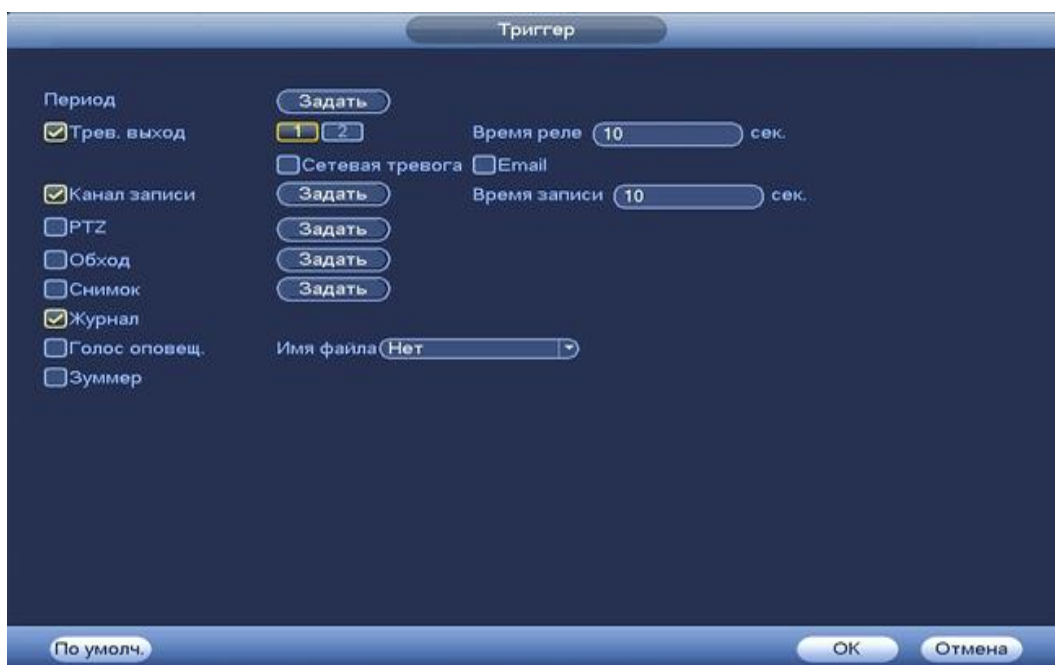 Триггер
Период Задать
Трев. выход 1 2 Время реле 10 сек.
Сетевая тревога Email
Канал записи Задать Время записи 10 сек.
PTZ Задать
Обход Задать
Снимок Задать
Журнал
Голос оповещ. Имя файла Нет
Зуммер
По умолч. OK Отмена